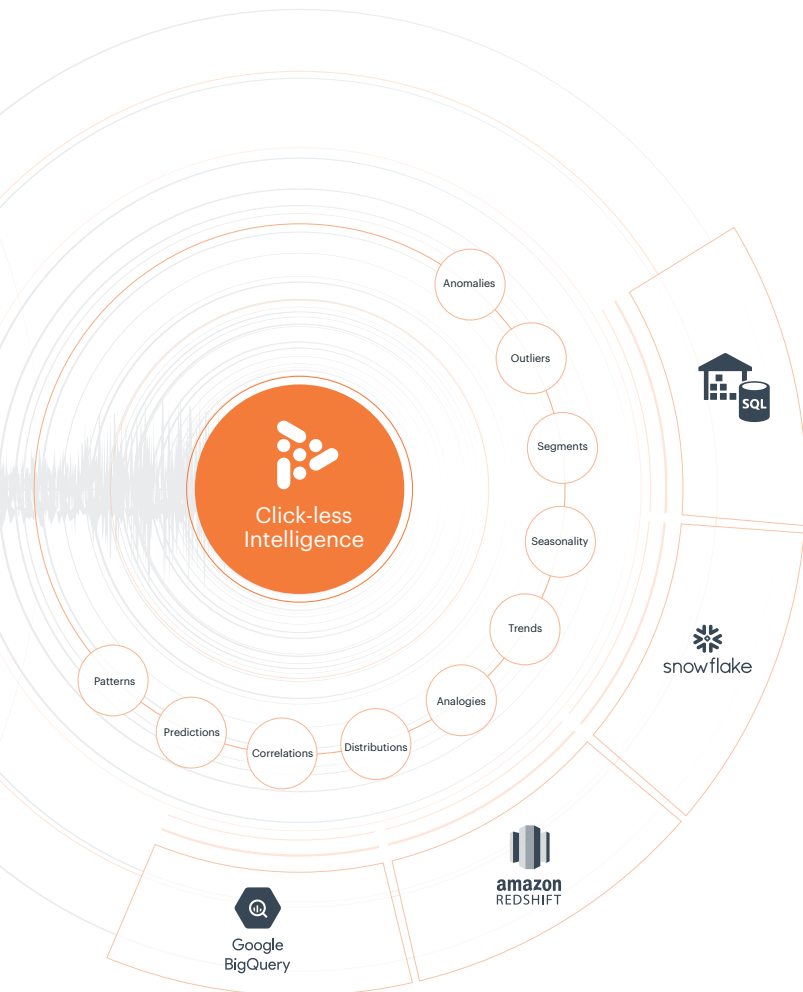 Anomalies
Outliers
Segments
SQL
Click-less
Intelligence
Seasonality
Trends
snowflake
Patterns
Analogies
Predictions
Correlations
Distributions
amazon
REDSHIFT
Google
BigQuery